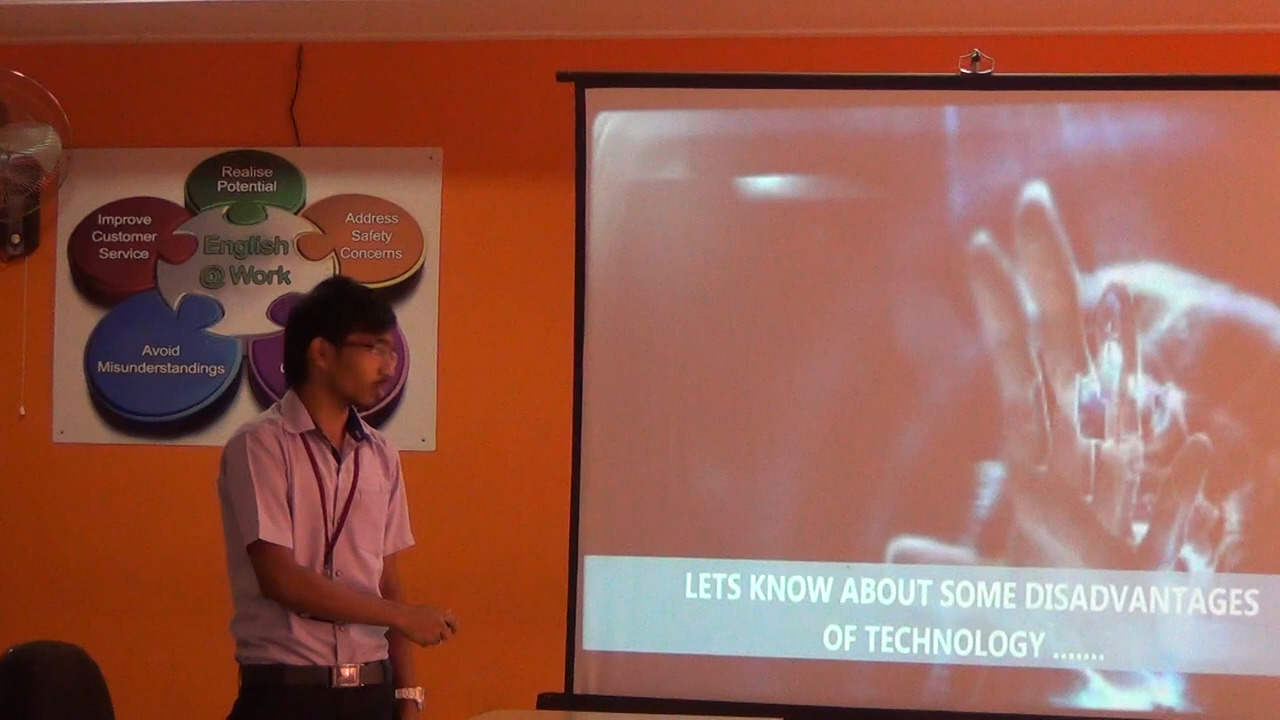 Realise
Potential
Improve
Customer
Service
Address
Safety
Concerns
English
@ Work
Avoid
Misunderstandings
LETS KNOW ABOUT SOME DISADVANTAGES
OF TECHNOLOGY .......